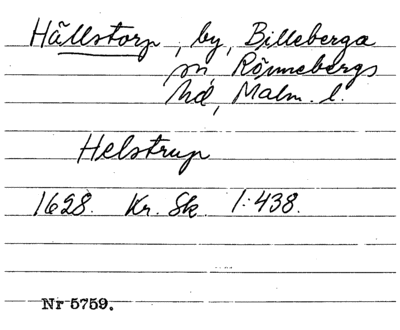 Hällstorp, by, Billeberga
sn, Rönnebergs
hd, Malm. l.
Helstrup
1628. Kr. Sk. 1:438.
Nr 5759.